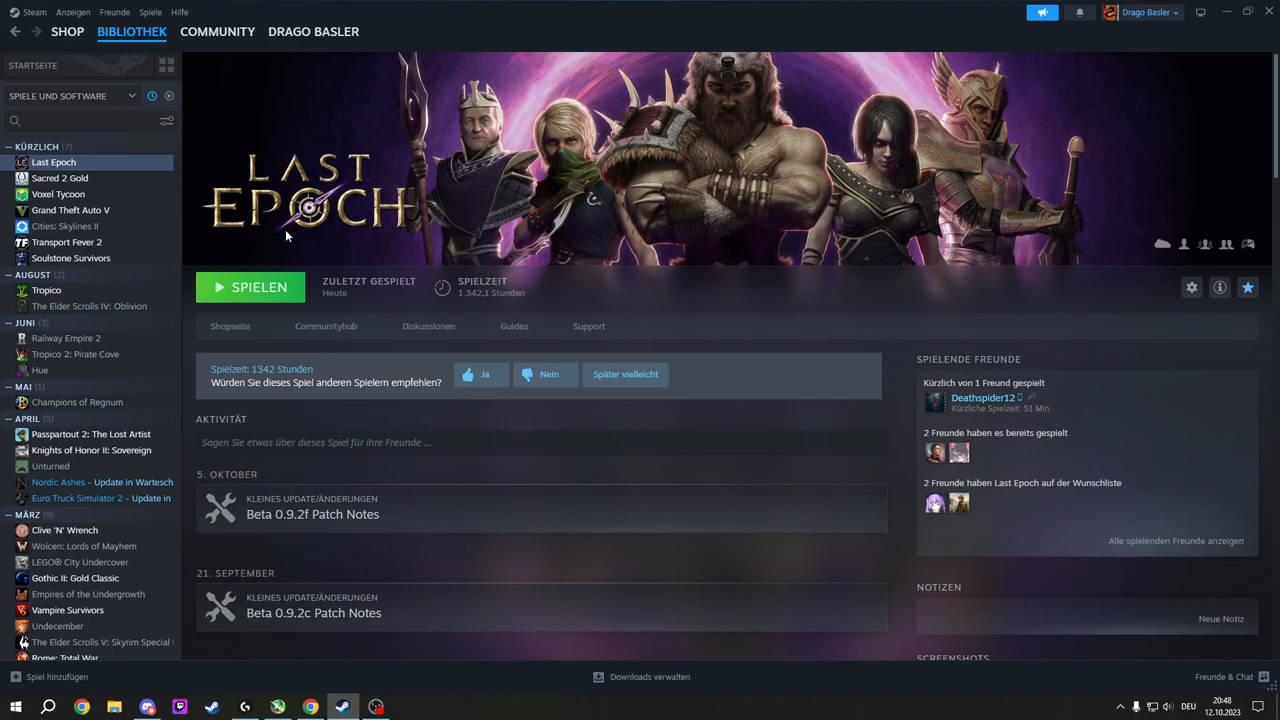 Steam Anzeigen Freunde Spiele Hilfe
Drago Basler
SHOP BIBLIOTHEK COMMUNITY DRAGO BASLER
STARTSEITE
SPIELE UND SOFTWARE
KÜRZLICH (7)
Last Epoch
Sacred 2 Gold
Voxel Tycoon
Grand Theft Auto V
Cities: Skylines II
Transport Fever 2
Soulstone Survivors
AUGUST (2)
Tropico
The Elder Scrolls IV: Oblivion
JUNI (3)
Railway Empire 2
Tropico 2: Pirate Cove
Hue
MAI (1)
Champions of Regnum
APRIL (5)
Passpartout 2: The Lost Artist
Knights of Honor II: Sovereign
Unturned
Nordic Ashes - Update in Wartesch
Euro Truck Simulator 2 - Update in
MÄRZ (9)
Clive 'N' Wrench
Wolcen: Lords of Mayhem
LEGO® City Undercover
Gothic II: Gold Classic
Empires of the Undergrowth
Vampire Survivors
Undecember
The Elder Scrolls V: Skyrim Special
Rome: Total War
LAST
EPOCH
SPIELEN
ZULETZT GESPIELT
Heute
SPIELZEIT
1.342,1 Stunden
Shopseite Communityhub Diskussionen Guides Support
Spielzeit: 1342 Stunden
Würden Sie dieses Spiel anderen Spielern empfehlen?
Ja Nein Später vielleicht
AKTIVITÄT
Sagen Sie etwas über dieses Spiel für Ihre Freunde ...
5. OKTOBER
KLEINES UPDATE/ÄNDERUNGEN
Beta 0.9.2f Patch Notes
21. SEPTEMBER
KLEINES UPDATE/ÄNDERUNGEN
Beta 0.9.2c Patch Notes
SPIELENDE FREUNDE
Kürzlich von 1 Freund gespielt
Deathspider12
Kürzliche Spielzeit: 51 Min.
2 Freunde haben es bereits gespielt
2 Freunde haben Last Epoch auf der Wunschliste
Alle spielenden Freunde anzeigen
NOTIZEN
Neue Notiz
SCREENSHOTS
Spiel hinzufügen
Downloads verwalten
Freunde & Chat
DEU
20:48
12.10.2023